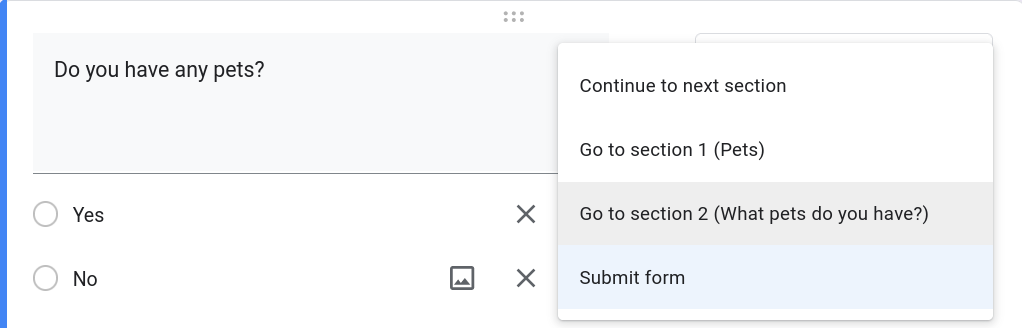 Do you have any pets?
Yes
No
Continue to next section
Go to section 1 (Pets)
Go to section 2 (What pets do you have?)
Submit form